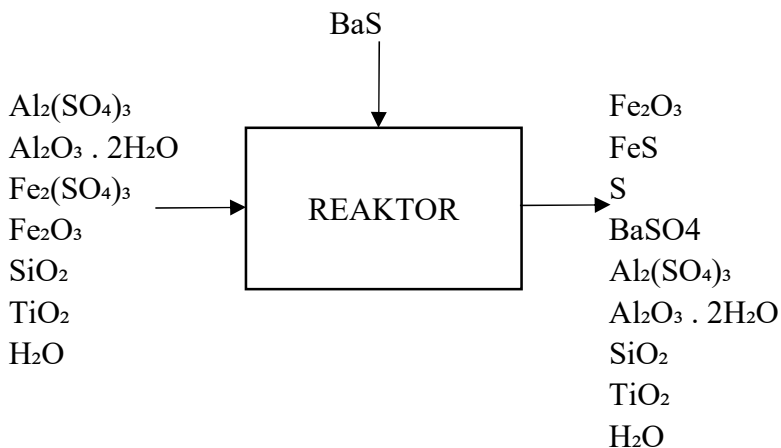 BaS
Al₂(SO₄)₃
Al₂O₃ . 2H₂O
Fe₂(SO₄)₃
Fe₂O₃
SiO₂
TiO₂
H₂O
REAKTOR
Fe₂O₃
FeS
S
BaSO4
Al₂(SO₄)₃
Al₂O₃ . 2H₂O
SiO₂
TiO₂
H₂O